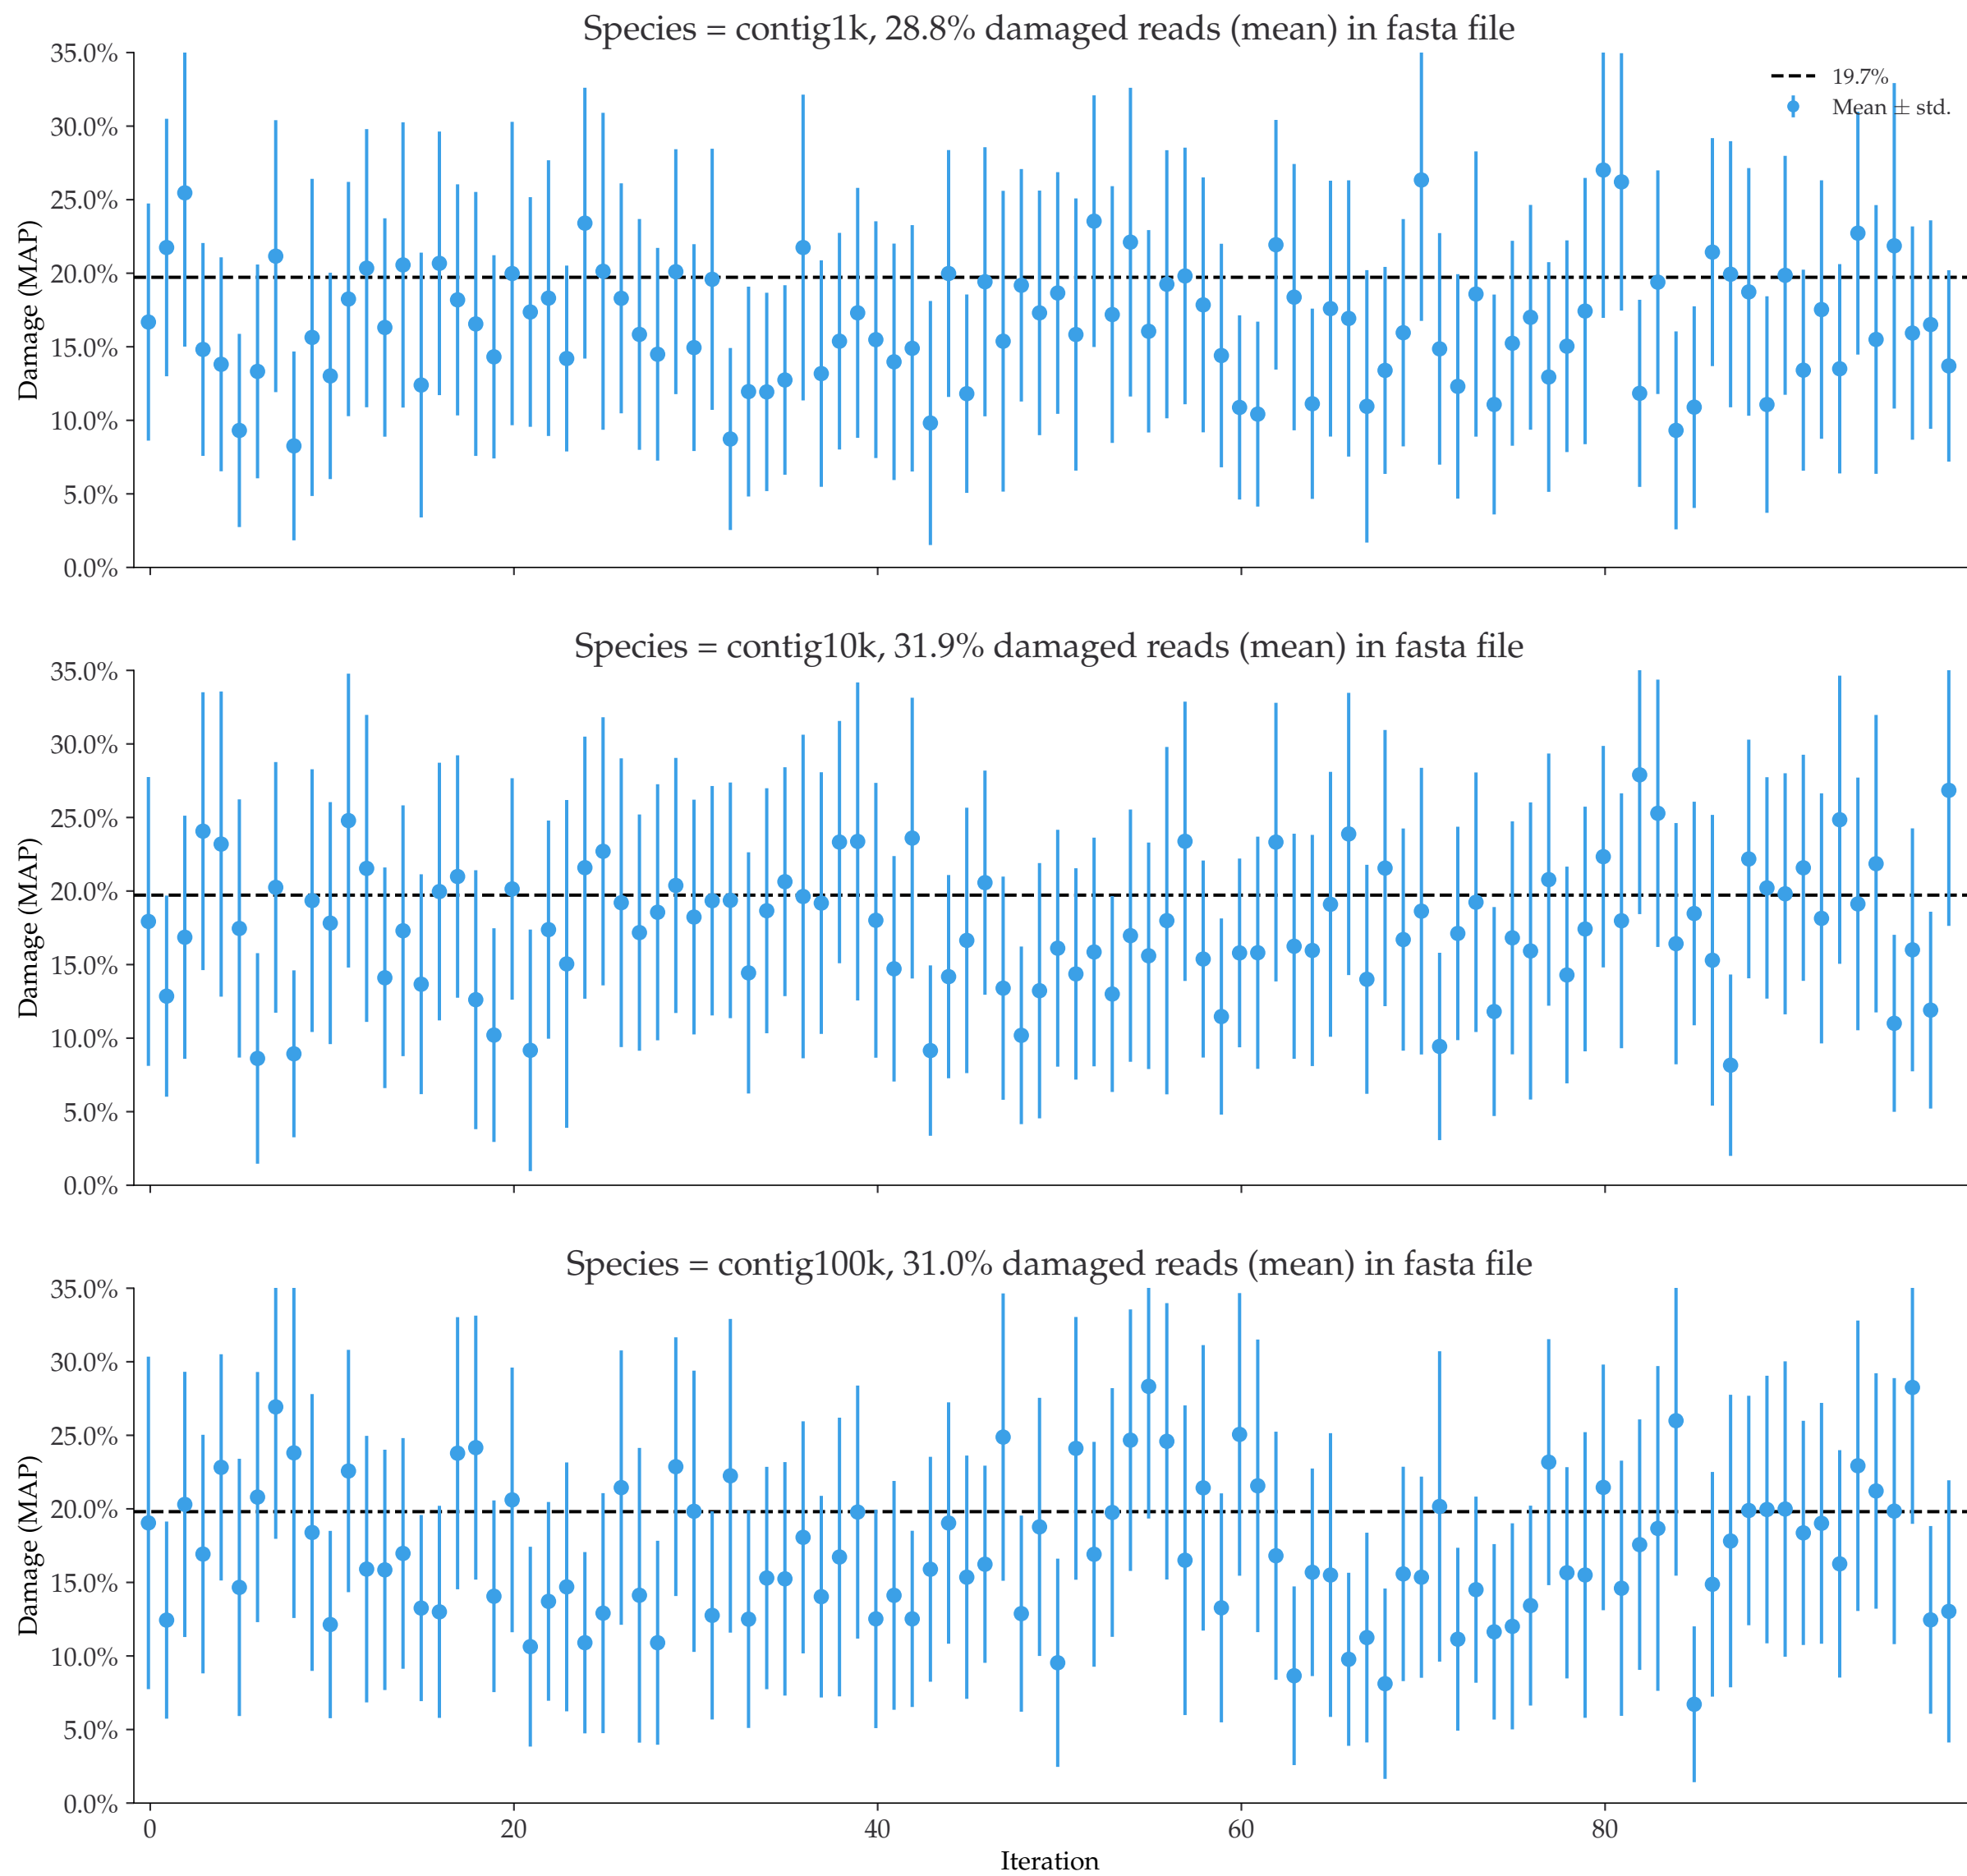 Species = contig1k, 28.8% damaged reads (mean) in fasta file
35.0%
30.0%
25.0%
20.0%
15.0%
10.0%
5.0%
0.0%
Damage (MAP)
19.7%
Mean ± std.
Species = contig10k, 31.9% damaged reads (mean) in fasta file
35.0%
30.0%
25.0%
20.0%
15.0%
10.0%
5.0%
0.0%
Damage (MAP)
Species = contig100k, 31.0% damaged reads (mean) in fasta file
35.0%
30.0%
25.0%
20.0%
15.0%
10.0%
5.0%
0.0%
Damage (MAP)
0 20 40 60 80
Iteration